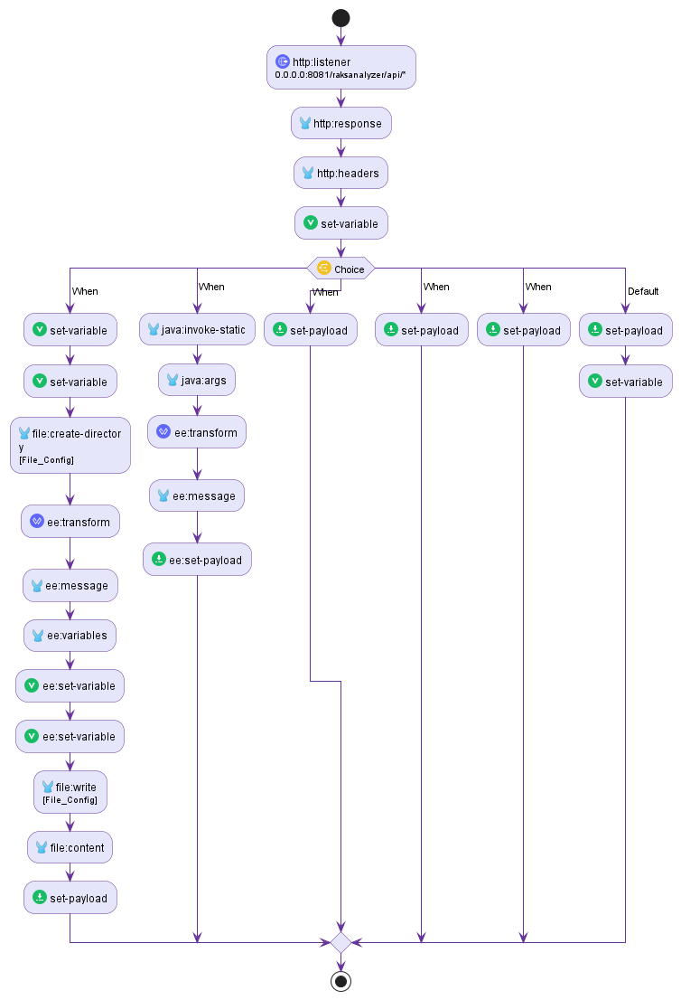 http:listener
0.0.0.0:8081/raksanalyzer/api/*
http:response
http:headers
set-variable
Choice
When
set-variable
set-variable
file:create-director
y
[File_Config]
ee:transform
ee:message
ee:variables
ee:set-variable
ee:set-variable
file:write
[File_Config]
file:content
set-payload
When
java:invoke-static
java:args
ee:transform
ee:message
ee:set-payload
When
set-payload
When
set-payload
When
set-payload
Default
set-payload
set-variable